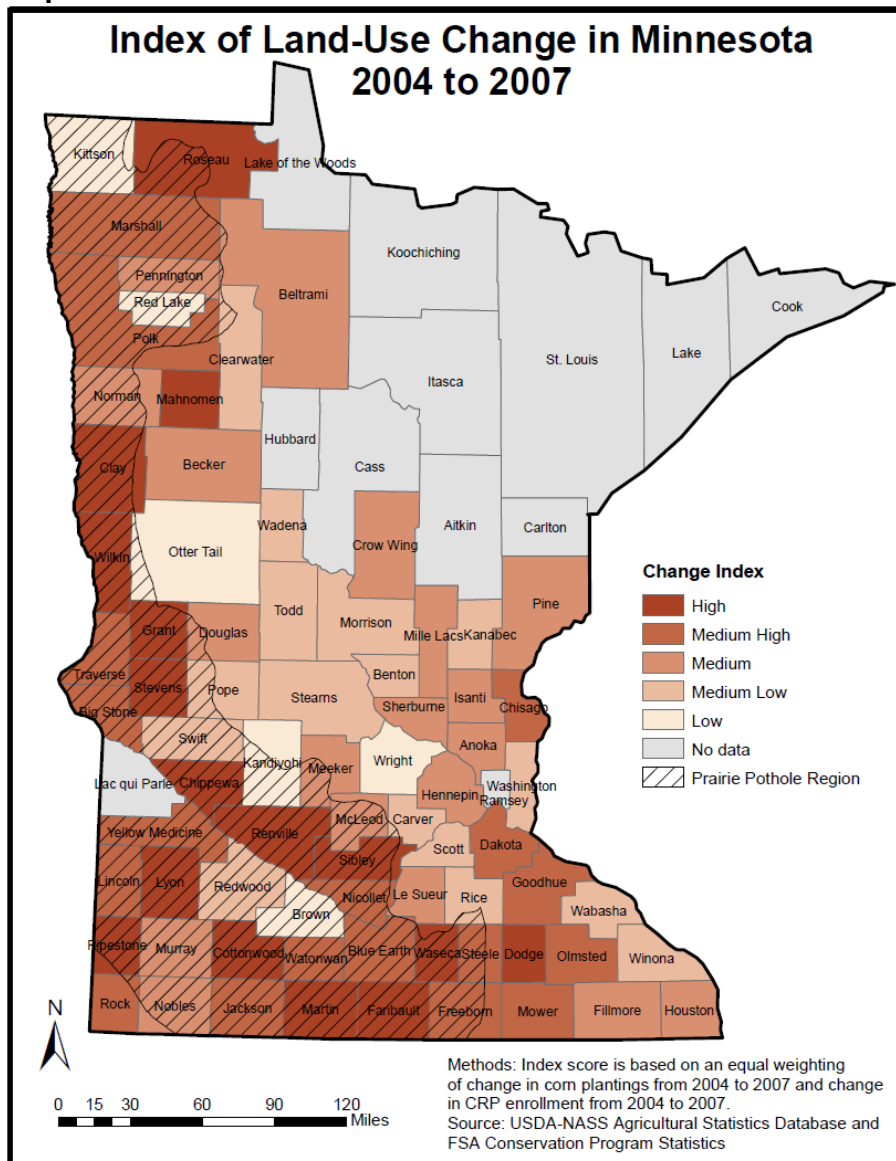 Index of Land-Use Change in Minnesota
2004 to 2007
Kittson
Roseau
Lake of the Woods
Marshall
Koochiching
Pennington
Beltrami
Red Lake
Cook
Polk
Clearwater
St. Louis
Lake
Itasca
Norman
Mahnomen
Hubbard
Clay
Becker
Cass
Aitkin
Carlton
Wadena
Crow Wing
Otter Tail
Wilkin
Pine
Todd
Morrison
Mille Lacs
Kanabec
Grant
Douglas
Traverse
Stevens
Pope
Stearns
Benton
Isanti
Chisago
Big Stone
Sherburne
Swift
Kandiyohi
Wright
Anoka
Lac qui Parle
Chippewa
Meeker
Hennepin
Washington
Ramsey
Renville
McLeod
Carver
Yellow Medicine
Sibley
Scott
Dakota
Lincoln
Lyon
Redwood
Nicollet
Le Sueur
Rice
Goodhue
Brown
Wabasha
Pipestone
Murray
Cottonwood
Watonwan
Blue Earth
Waseca
Steele
Dodge
Olmsted
Winona
Rock
Nobles
Jackson
Martin
Faribault
Freeborn
Mower
Fillmore
Houston
Change Index
High
Medium High
Medium
Medium Low
Low
No data
Prairie Pothole Region
N
0 15 30 60 90 120
Miles
Methods: Index score is based on an equal weighting
of change in corn plantings from 2004 to 2007 and change
in CRP enrollment from 2004 to 2007.
Source: USDA-NASS Agricultural Statistics Database and
FSA Conservation Program Statistics